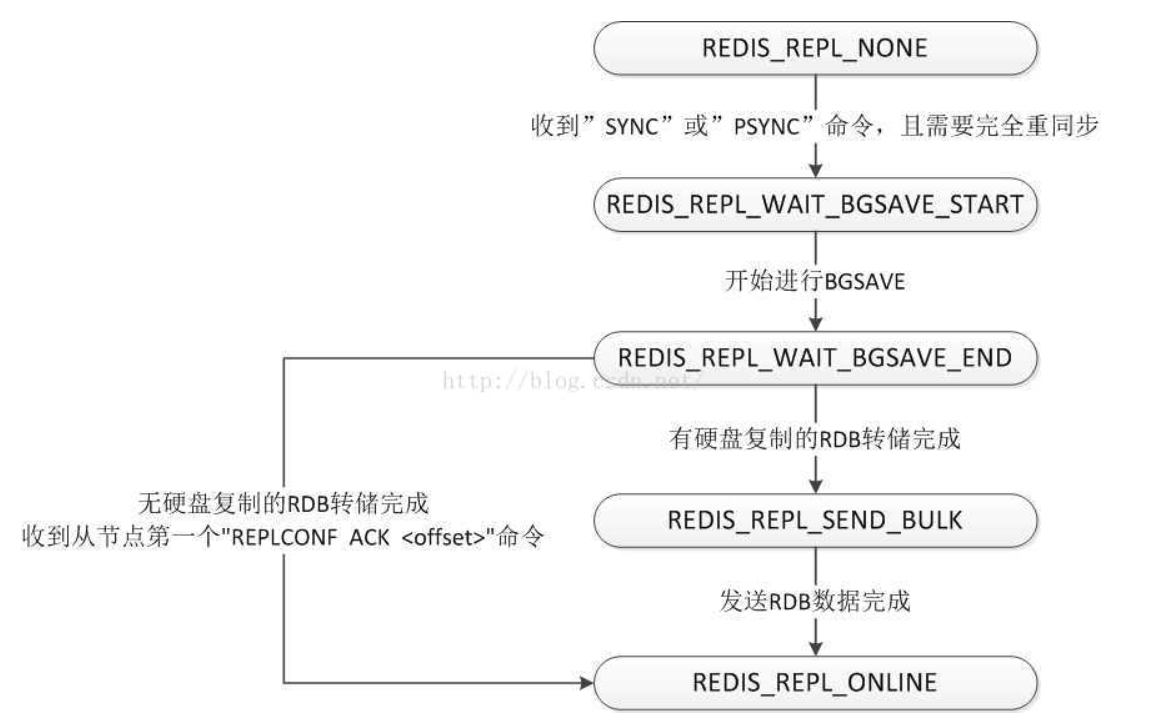 REDIS_REPL_NONE
收到”SYNC”或”PSYNC”命令，且需要完全重同步
REDIS_REPL_WAIT_BGSAVE_START
开始进行BGSAVE
REDIS_REPL_WAIT_BGSAVE_END
http://blog.csdn.net/
有硬盘复制的RDB转储完成
无硬盘复制的RDB转储完成
收到从节点第一个"REPLCONF ACK <offset>"命令
REDIS_REPL_SEND_BULK
发送RDB数据完成
REDIS_REPL_ONLINE